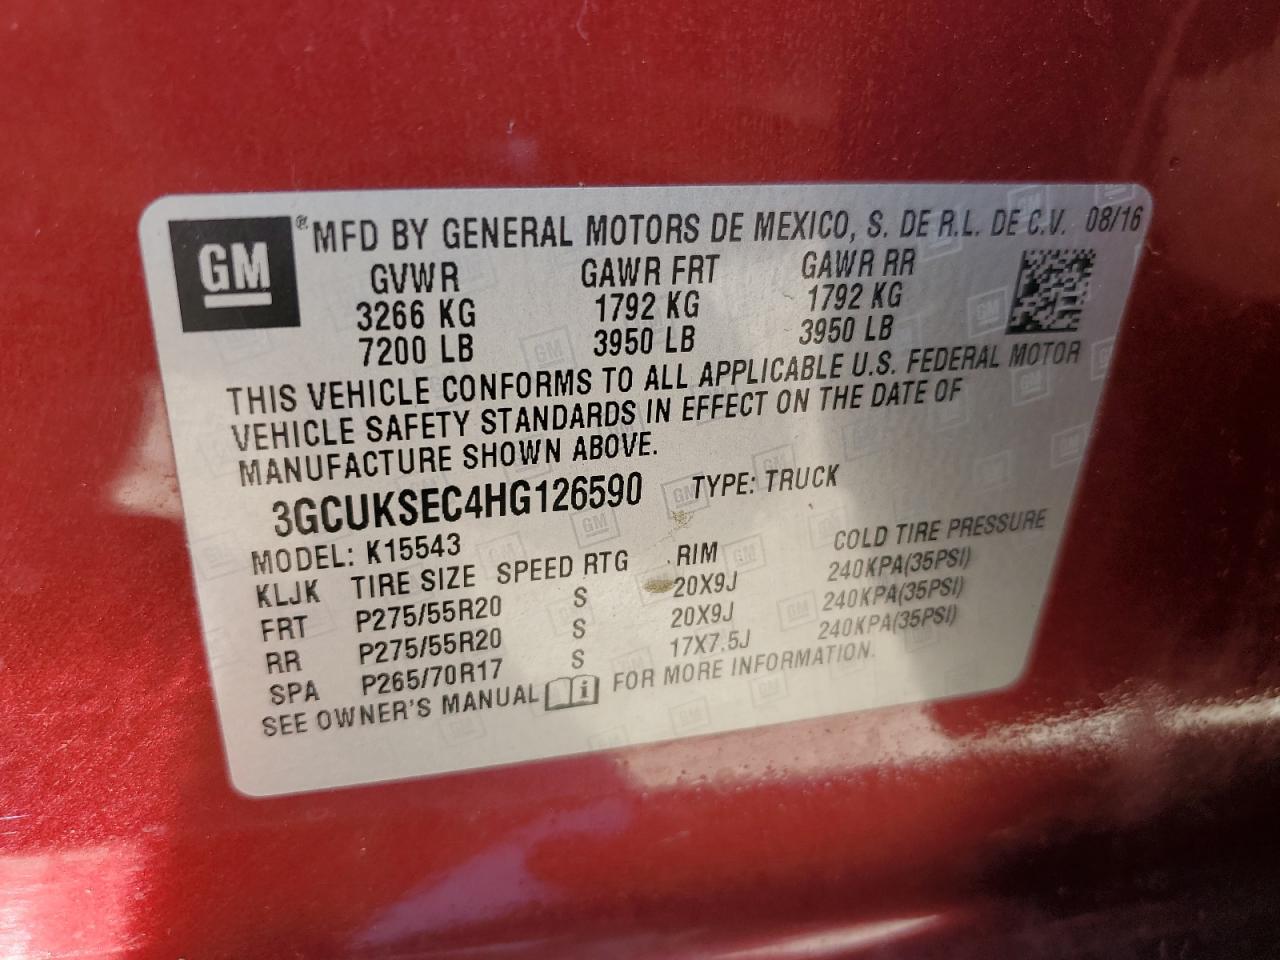 GM ® MFD BY GENERAL MOTORS DE MEXICO, S. DE R.L. DE C.V. 08/16
GVWR GAWR FRT GAWR RR
3266 KG 1792 KG 1792 KG
7200 LB 3950 LB 3950 LB
THIS VEHICLE CONFORMS TO ALL APPLICABLE U.S. FEDERAL MOTOR
VEHICLE SAFETY STANDARDS IN EFFECT ON THE DATE OF
MANUFACTURE SHOWN ABOVE.
3GCUKSEC4HG126590 TYPE: TRUCK
MODEL: K15543
KLJK TIRE SIZE SPEED RTG RIM COLD TIRE PRESSURE
FRT P275/55R20 S 20X9J 240KPA(35PSI)
RR P275/55R20 S 20X9J 240KPA(35PSI)
SPA P265/70R17 S 17X7.5J 240KPA(35PSI)
SEE OWNER'S MANUAL i FOR MORE INFORMATION.